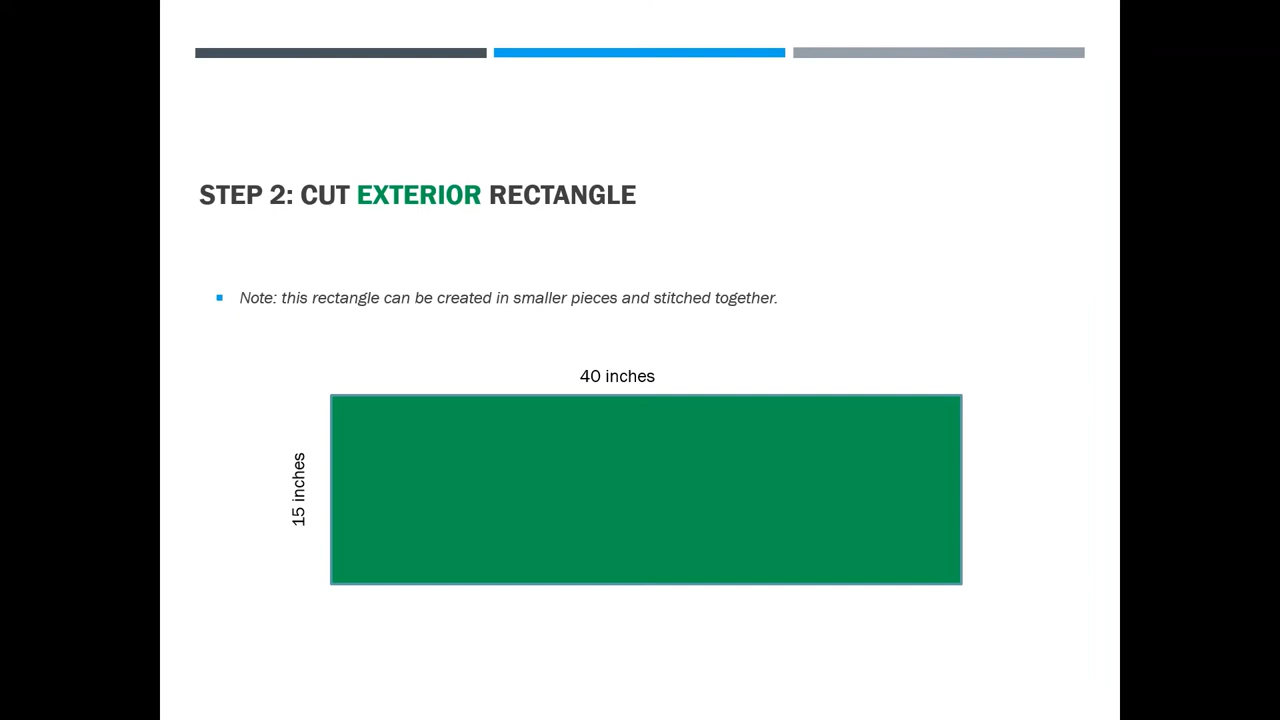 STEP 2: CUT EXTERIOR RECTANGLE
Note: this rectangle can be created in smaller pieces and stitched together.
40 inches
15 inches